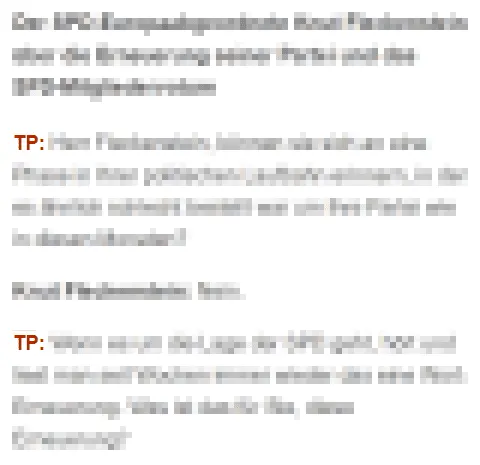 Der SPD-Europaabgeordnete Knut Fleckenstein
über die Erneuerung seiner Partei und das
SPD-Mitgliedervotum
TP: Herr Fleckenstein, können sie sich an eine
Phase in Ihrer politischen Laufbahn erinnern, in der
es ähnlich schlecht bestellt war um Ihre Partei wie
in diesen Monaten?
Knut Fleckenstein: Nein.
TP: Wenn es um die Lage der SPD geht, hört und
liest man seit Wochen immer wieder das eine Wort:
Erneuerung. Was ist das für Sie, diese
Erneuerung?